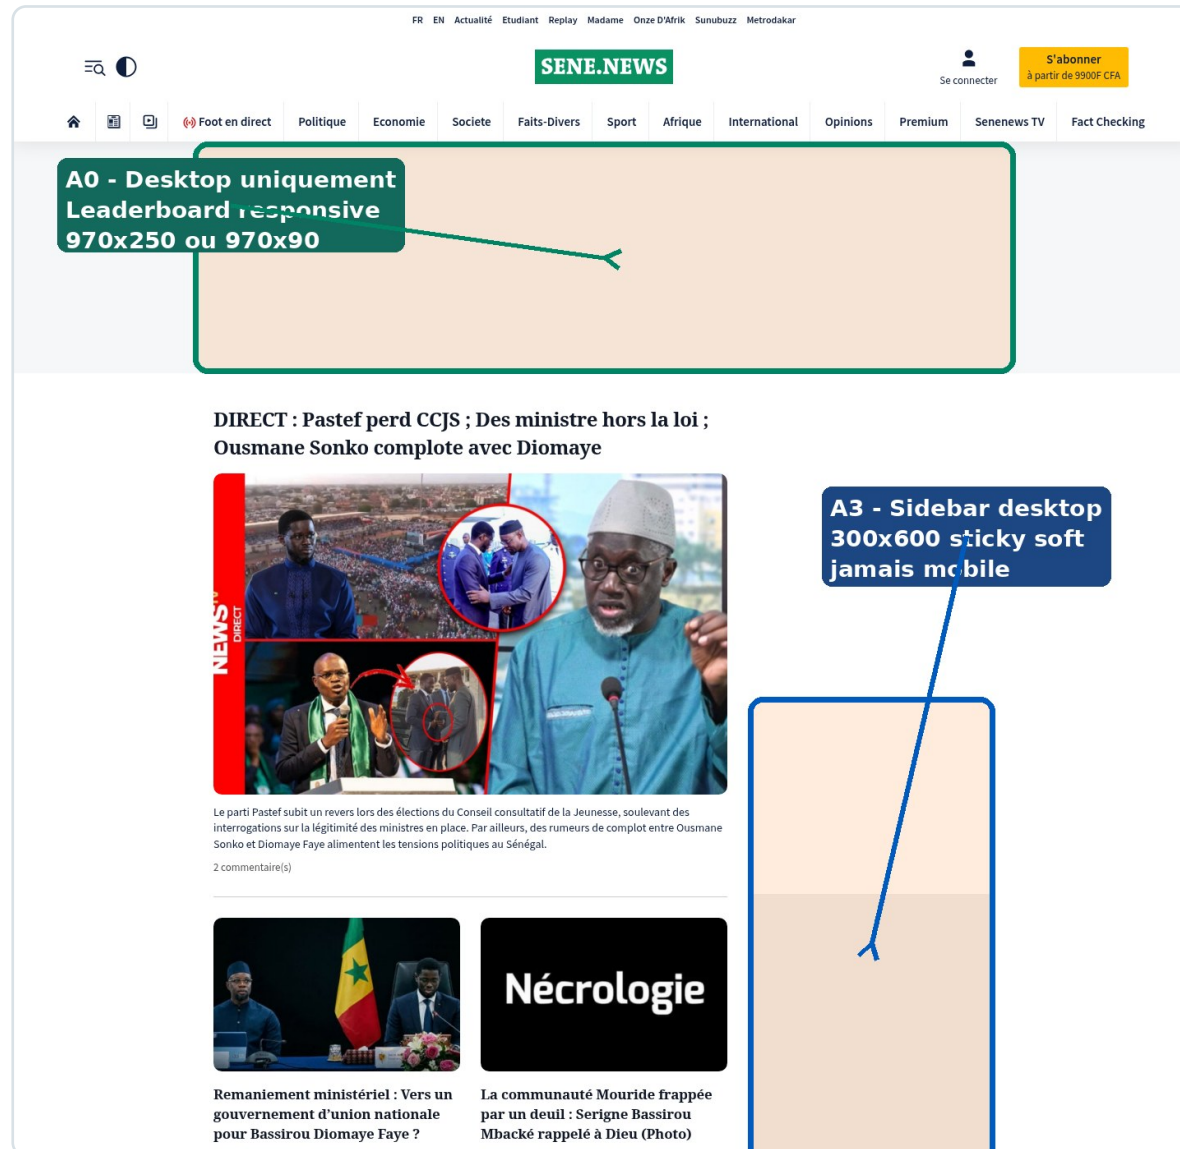 FR EN Actualité Etudiant Replay Madame Onze D'Afrik Sunubuzz Metrodakar
SENE.NEWS
Se connecter
S'abonner
à partir de 9900F CFA
Foot en direct Politique Economie Societe Faits-Divers Sport Afrique International Opinions Premium Senenews TV Fact Checking
A0 - Desktop uniquement
Leaderboard responsive
970x250 ou 970x90
DIRECT : Pastef perd CCJS ; Des ministre hors la loi ;
Ousmane Sonko complote avec Diomaye
NEWS
DIRECT
A3 - Sidebar desktop
300x600 sticky soft
jamais mobile
Le parti Pastef subit un revers lors des élections du Conseil consultatif de la Jeunesse, soulevant des
interrogations sur la légitimité des ministres en place. Par ailleurs, des rumeurs de complot entre Ousmane
Sonko et Diomaye Faye alimentent les tensions politiques au Sénégal.
2 commentaire(s)
Nécrologie
Remaniement ministériel : Vers un
gouvernement d'union nationale
pour Bassirou Diomaye Faye ?
La communauté Mouride frappée
par un deuil : Serigne Bassirou
Mbacké rappelé à Dieu (Photo)